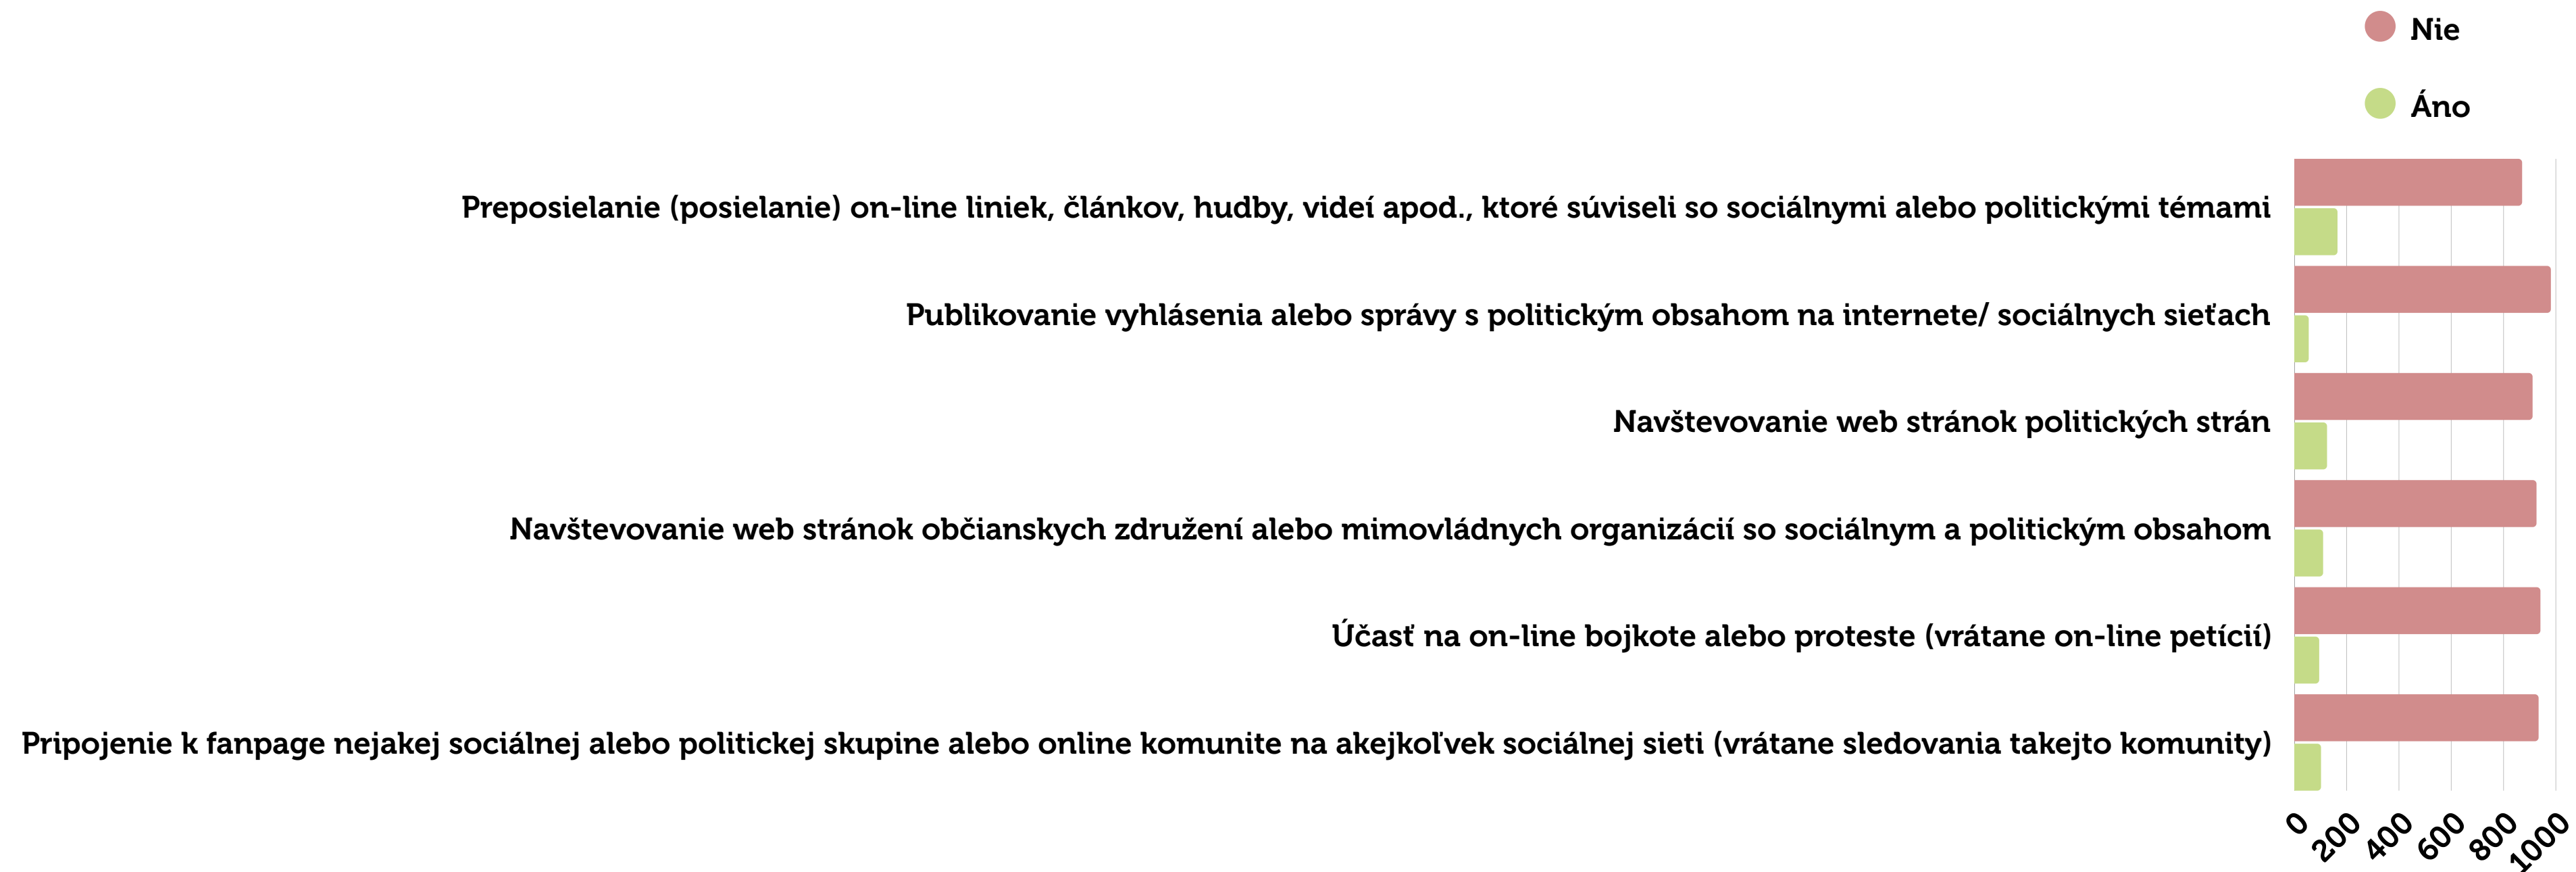 Nie
Áno
Preposielanie (posielanie) on-line liniek, článkov, hudby, videí apod., ktoré súviseli so sociálnymi alebo politickými témami
Publikovanie vyhlásenia alebo správy s politickým obsahom na internete/ sociálnych sieťach
Navštevovanie web stránok politických strán
Navštevovanie web stránok občianskych združení alebo mimovládnych organizácií so sociálnym a politickým obsahom
Účasť na on-line bojkote alebo proteste (vrátane on-line petícií)
Pripojenie k fanpage nejakej sociálnej alebo politickej skupine alebo online komunite na akejkoľvek sociálnej sieti (vrátane sledovania takejto komunity)
0 200 400 600 800 1000